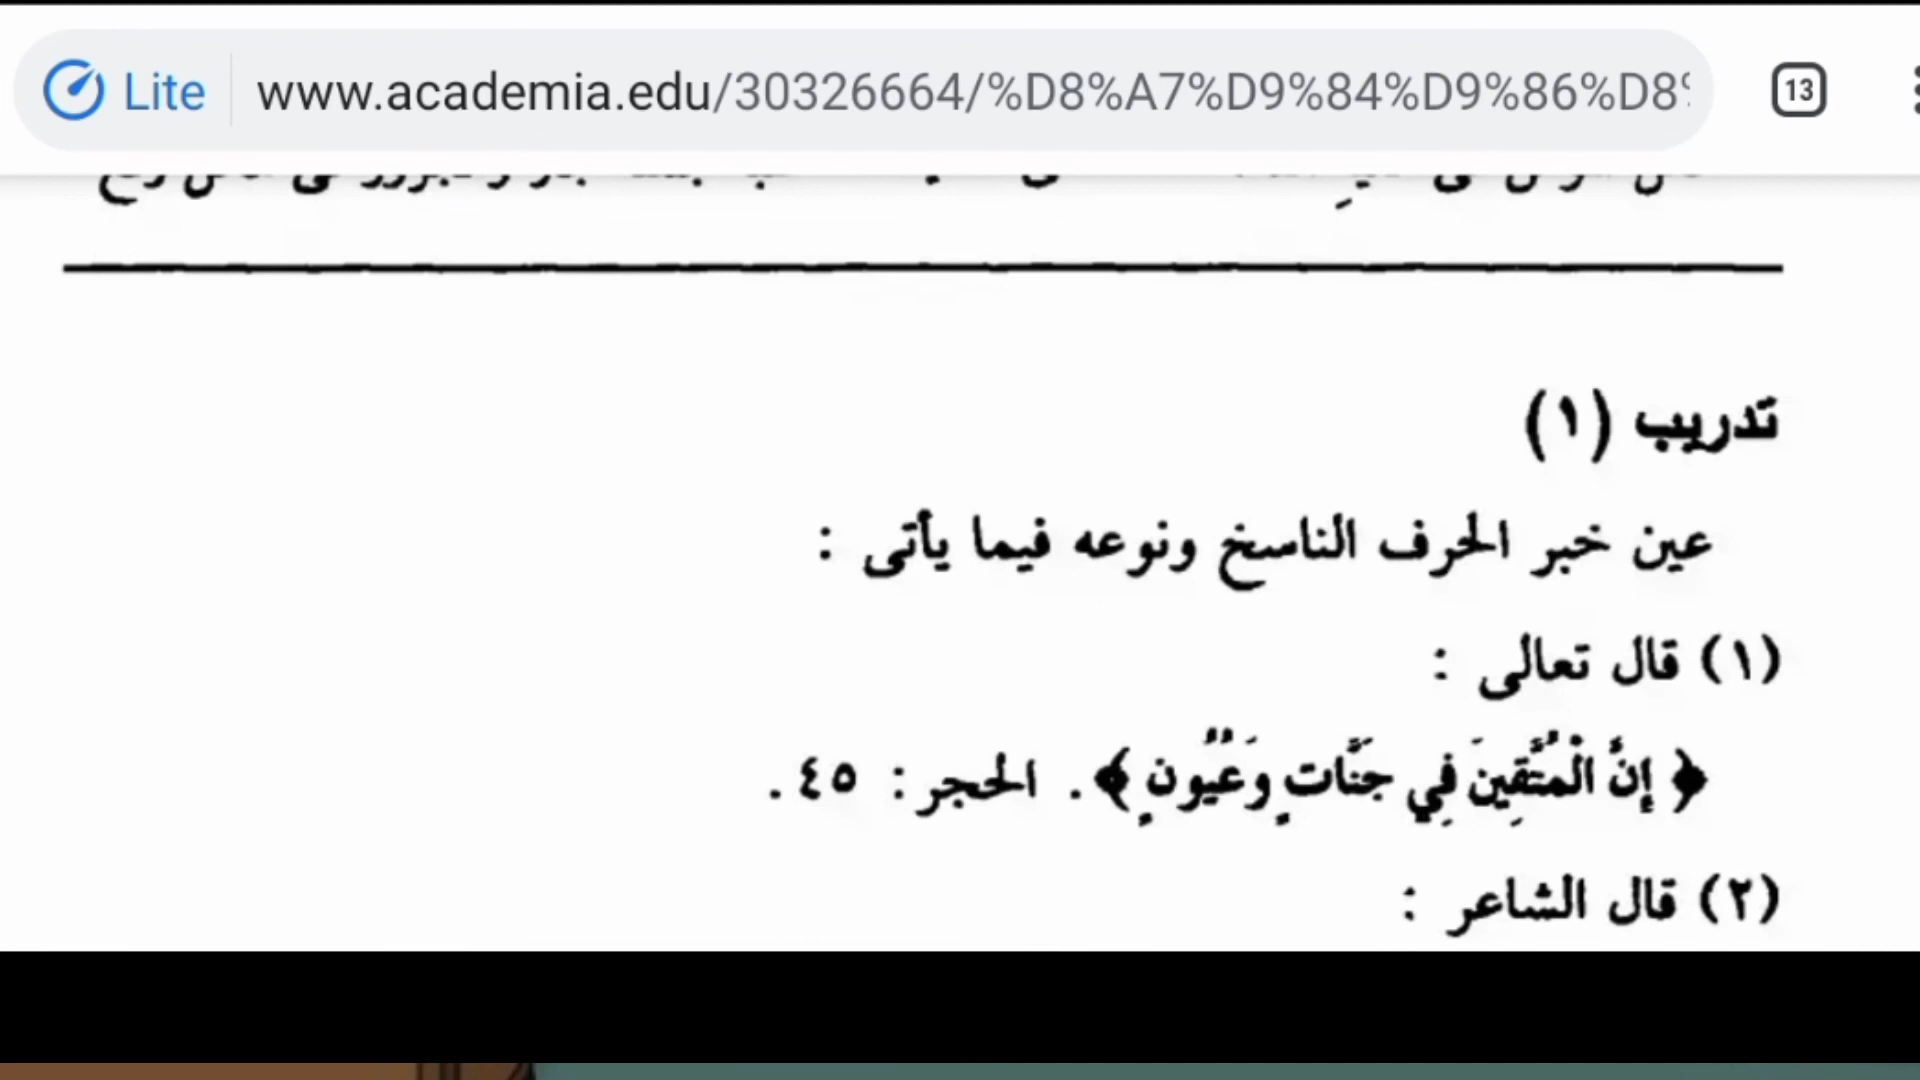 Lite www.academia.edu/30326664/%D8%A7%D9%84%D9%86%D8% 13
تدريب (١)
عين خبر الحرف الناسخ ونوعه فيما يأتى :
(١) قال تعالى :
﴿ إِنَّ الْمُتَّقِينَ فِي جَنَّاتٍ وَعُيُونٍ ﴾ . الحجر : ٤٥ .
(٢) قال الشاعر :